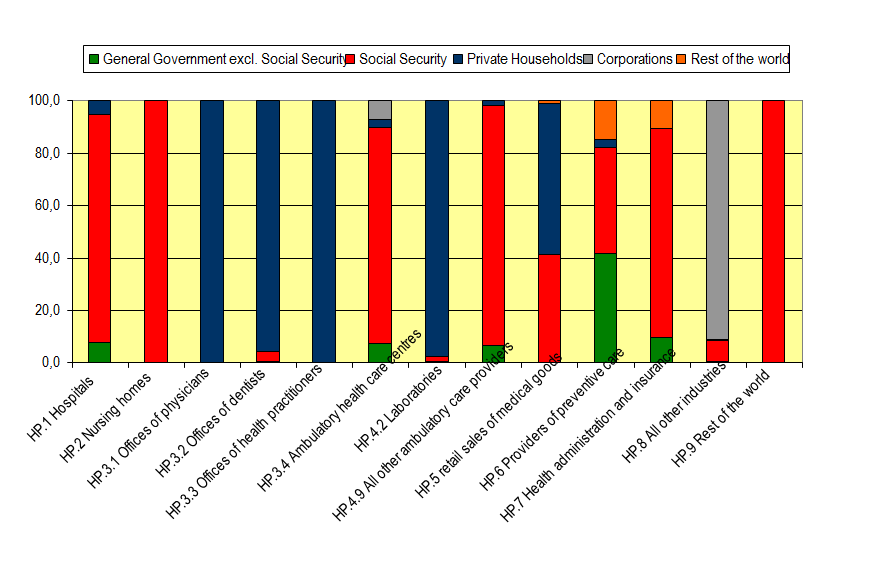 General Government excl. Social Security Social Security Private Households Corporations Rest of the world
100,0
80,0
60,0
40,0
20,0
0,0
HP.1 Hospitals
HP.2 Nursing homes
HP.3.1 Offices of physicians
HP.3.2 Offices of dentists
HP.3.3 Offices of health practitioners
HP.3.4 Ambulatory health care centres
HP.4.2 Laboratories
HP.4.9 All other ambulatory care providers
HP.5 retail sales of medical goods
HP.6 Providers of preventive care
HP.7 Health administration and insurance
HP.8 All other industries
HP.9 Rest of the world